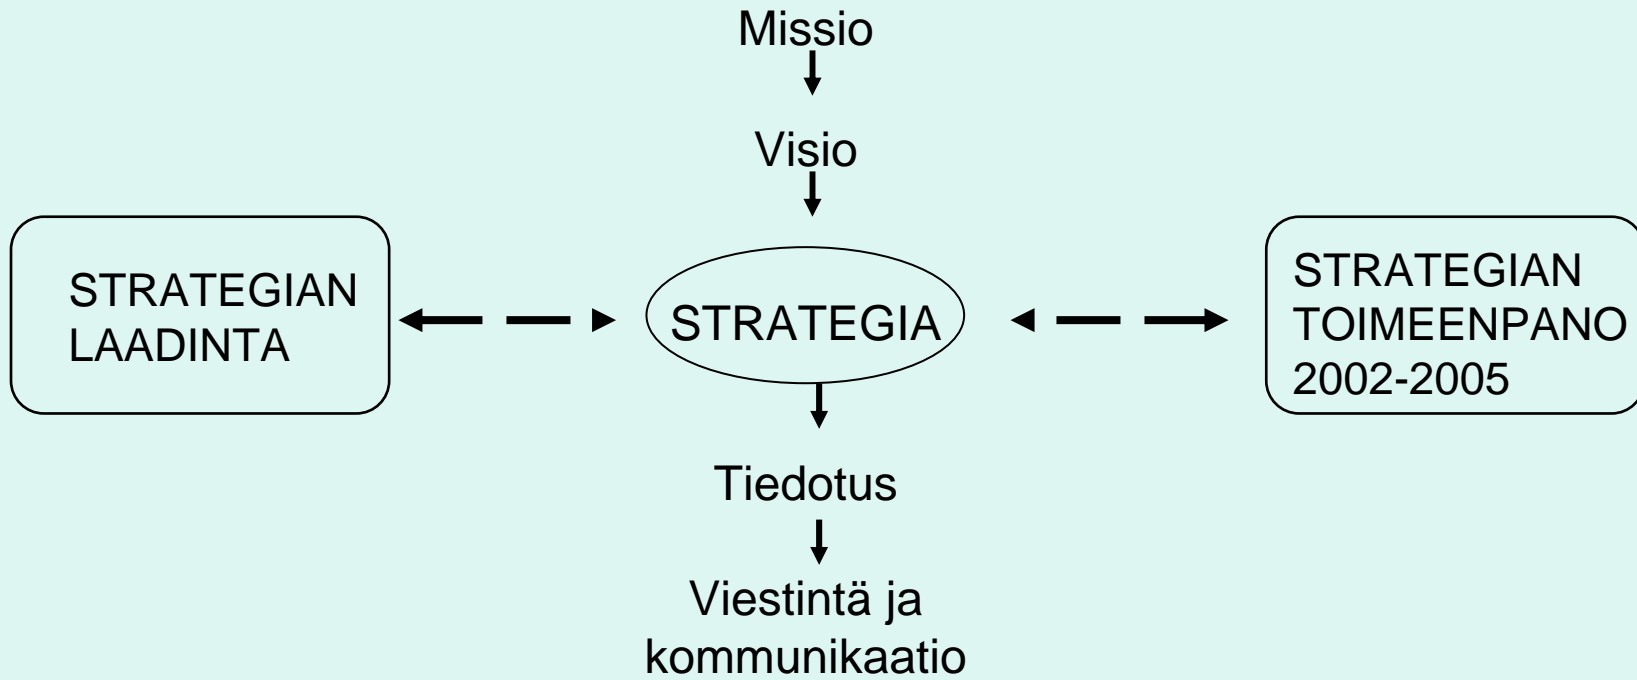 Missio
Visio
STRATEGIAN
LAADINTA
STRATEGIA
STRATEGIAN
TOIMEENPANO
2002-2005
Tiedotus
Viestintä ja
kommunikaatio